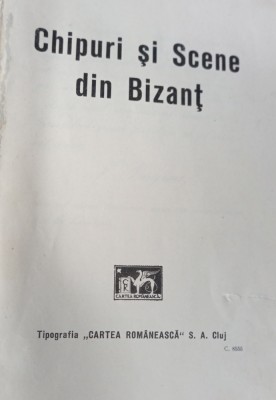 Chipuri și Scene
din Bizanț
CARTEA ROMÂNEASCĂ
Tipografia „CARTEA ROMÂNEASCĂ" S. A. Cluj